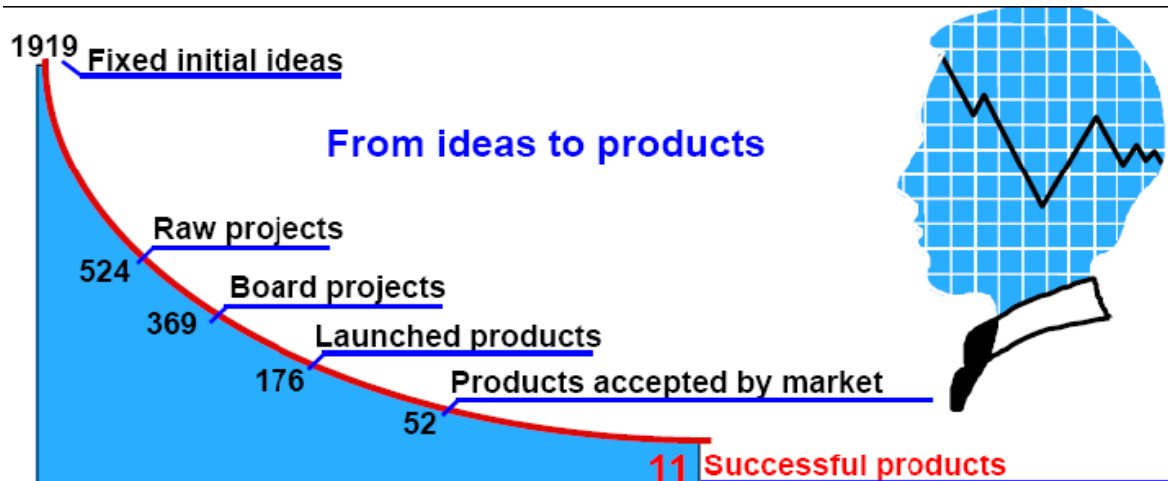 1919 Fixed initial ideas
From ideas to products
Raw projects
524
Board projects
369
Launched products
176
Products accepted by market
52
11 Successful products